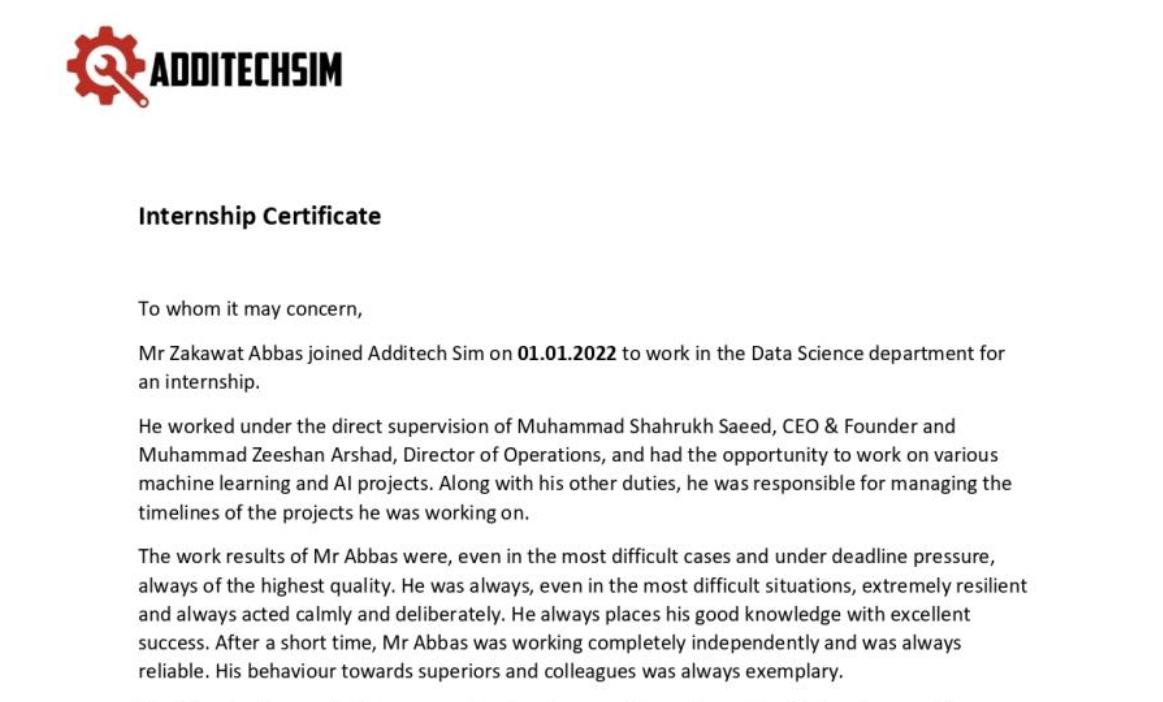 ADDITECHSIM
Internship Certificate
To whom it may concern,
Mr Zakawat Abbas joined Additech Sim on 01.01.2022 to work in the Data Science department for
an internship.
He worked under the direct supervision of Muhammad Shahrukh Saeed, CEO & Founder and
Muhammad Zeeshan Arshad, Director of Operations, and had the opportunity to work on various
machine learning and AI projects. Along with his other duties, he was responsible for managing the
timelines of the projects he was working on.
The work results of Mr Abbas were, even in the most difficult cases and under deadline pressure,
always of the highest quality. He was always, even in the most difficult situations, extremely resilient
and always acted calmly and deliberately. He always places his good knowledge with excellent
success. After a short time, Mr Abbas was working completely independently and was always
reliable. His behaviour towards superiors and colleagues was always exemplary.